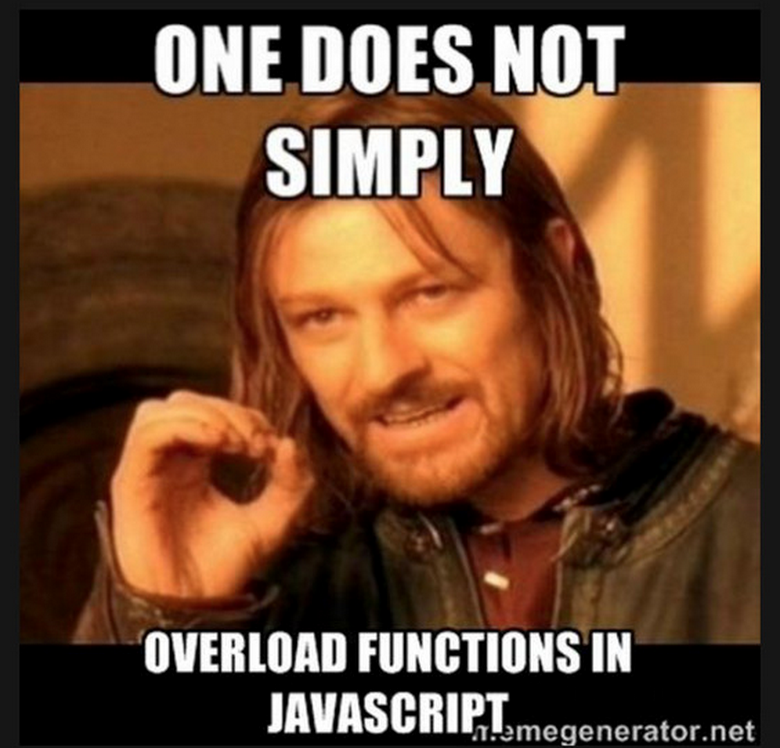 ONE DOES NOT
SIMPLY
OVERLOAD FUNCTIONS IN
JAVASCRIPT
memegenerator.net